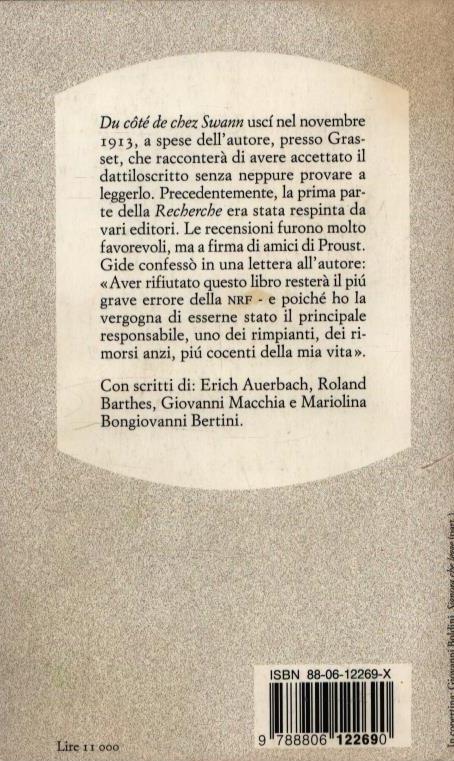 Du côté de chez Swann uscí nel novembre
1913, a spese dell'autore, presso Gras-
set, che racconterà di avere accettato il
dattiloscritto senza neppure provare a
leggerlo. Precedentemente, la prima par-
te della Recherche era stata respinta da
vari editori. Le recensioni furono molto
favorevoli, ma a firma di amici di Proust.
Gide confessò in una lettera all'autore:
«Aver rifiutato questo libro resterà il piú
grave errore della NRF - e poiché ho la
vergogna di esserne stato il principale
responsabile, uno dei rimpianti, dei ri-
morsi anzi, piú cocenti della mia vita».
Con scritti di: Erich Auerbach, Roland
Barthes, Giovanni Macchia e Mariolina
Bongiovanni Bertini.
In copertina: Giovanni Boldini, Signora che legge (part.)
ISBN 88-06-12269-X
9 788806 122690
Lire 11 000